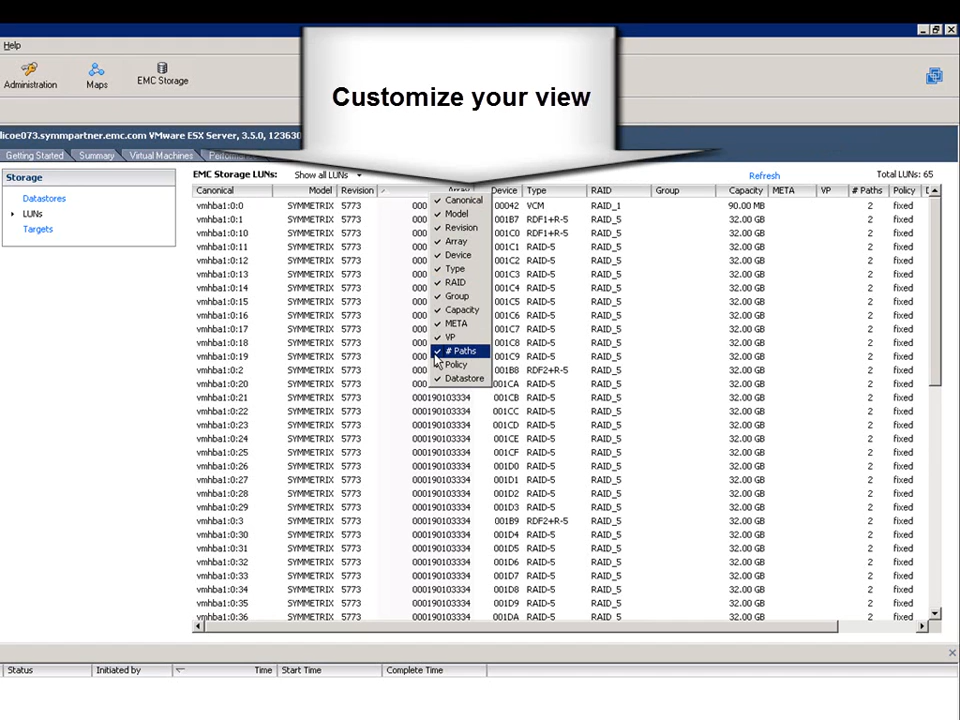 Customize your view
Help
Administration
Maps
EMC Storage
licoe073.symmpartner.emc.com VMware ESX Server, 3.5.0, 123630
Getting Started Summary Virtual Machines
Storage
Datastores
LUNs
Targets
EMC Storage LUNs: Show all LUNs Refresh Total LUNs: 65
Canonical Model Revision Array Device Type RAID Group Capacity META VP # Paths Policy D
vmhba1:0:0 SYMMETRIX 5773 000 00042 VCM RAID_1 90.00 MB 2 fixed
vmhba1:0:1 SYMMETRIX 5773 000 001B7 RDF1+R-5 RAID_5 32.00 GB 2 fixed
vmhba1:0:10 SYMMETRIX 5773 000 001C0 RDF1+R-5 RAID_5 32.00 GB 2 fixed
vmhba1:0:11 SYMMETRIX 5773 000 001C1 RAID-5 RAID_5 32.00 GB 2 fixed
vmhba1:0:12 SYMMETRIX 5773 000 001C2 RAID-5 RAID_5 32.00 GB 2 fixed
vmhba1:0:13 SYMMETRIX 5773 000 001C3 RAID-5 RAID_5 32.00 GB 2 fixed
vmhba1:0:14 SYMMETRIX 5773 000 001C4 RAID-5 RAID_5 32.00 GB 2 fixed
vmhba1:0:15 SYMMETRIX 5773 000 001C5 RAID-5 RAID_5 32.00 GB 2 fixed
vmhba1:0:16 SYMMETRIX 5773 000 001C6 RAID-5 RAID_5 32.00 GB 2 fixed
vmhba1:0:17 SYMMETRIX 5773 000 001C7 RAID-5 RAID_5 32.00 GB 2 fixed
vmhba1:0:18 SYMMETRIX 5773 000 001C8 RAID-5 RAID_5 32.00 GB 2 fixed
vmhba1:0:19 SYMMETRIX 5773 000 001C9 RAID-5 RAID_5 32.00 GB 2 fixed
vmhba1:0:2 SYMMETRIX 5773 000 001B8 RDF2+R-5 RAID_5 32.00 GB 2 fixed
vmhba1:0:20 SYMMETRIX 5773 000 001CA RAID-5 RAID_5 32.00 GB 2 fixed
vmhba1:0:21 SYMMETRIX 5773 000190103334 001CB RAID-5 RAID_5 32.00 GB 2 fixed
vmhba1:0:22 SYMMETRIX 5773 000190103334 001CC RAID-5 RAID_5 32.00 GB 2 fixed
vmhba1:0:23 SYMMETRIX 5773 000190103334 001CD RAID-5 RAID_5 32.00 GB 2 fixed
vmhba1:0:24 SYMMETRIX 5773 000190103334 001CE RAID-5 RAID_5 32.00 GB 2 fixed
vmhba1:0:25 SYMMETRIX 5773 000190103334 001CF RAID-5 RAID_5 32.00 GB 2 fixed
vmhba1:0:26 SYMMETRIX 5773 000190103334 001D0 RAID-5 RAID_5 32.00 GB 2 fixed
vmhba1:0:27 SYMMETRIX 5773 000190103334 001D1 RAID-5 RAID_5 32.00 GB 2 fixed
vmhba1:0:28 SYMMETRIX 5773 000190103334 001D2 RAID-5 RAID_5 32.00 GB 2 fixed
vmhba1:0:29 SYMMETRIX 5773 000190103334 001D3 RAID-5 RAID_5 32.00 GB 2 fixed
vmhba1:0:3 SYMMETRIX 5773 000190103334 001B9 RDF2+R-5 RAID_5 32.00 GB 2 fixed
vmhba1:0:30 SYMMETRIX 5773 000190103334 001D4 RAID-5 RAID_5 32.00 GB 2 fixed
vmhba1:0:31 SYMMETRIX 5773 000190103334 001D5 RAID-5 RAID_5 32.00 GB 2 fixed
vmhba1:0:32 SYMMETRIX 5773 000190103334 001D6 RAID-5 RAID_5 32.00 GB 2 fixed
vmhba1:0:33 SYMMETRIX 5773 000190103334 001D7 RAID-5 RAID_5 32.00 GB 2 fixed
vmhba1:0:34 SYMMETRIX 5773 000190103334 001D8 RAID-5 RAID_5 32.00 GB 2 fixed
vmhba1:0:35 SYMMETRIX 5773 000190103334 001D9 RAID-5 RAID_5 32.00 GB 2 fixed
vmhba1:0:36 SYMMETRIX 5773 000190103334 001DA RAID-5 RAID_5 32.00 GB 2 fixed
Canonical
Model
Revision
Array
Device
Type
RAID
Group
Capacity
META
VP
# Paths
Policy
Datastore
Status Initiated by Time Start Time Complete Time